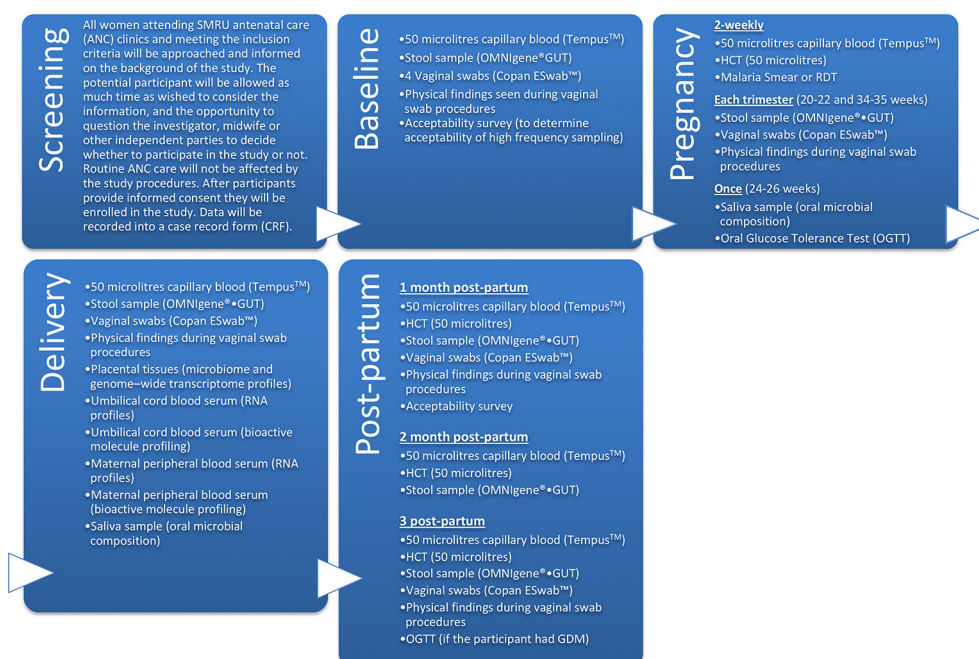 Screening
All women attending SMRU antenatal care
(ANC) clinics and meeting the inclusion
criteria will be approached and informed
on the background of the study. The
potential participant will be allowed as
much time as wished to consider the
information, and the opportunity to
question the investigator, midwife or
other independent parties to decide
whether to participate in the study or not.
Routine ANC care will not be affected by
the study procedures. After participants
provide informed consent they will be
enrolled in the study. Data will be
recorded into a case record form (CRF).
Baseline
•50 microlitres capillary blood (Tempus™)
•Stool sample (OMNIgene®GUT)
•4 Vaginal swabs (Copan ESwab™)
•Physical findings seen during vaginal
swab procedures
•Acceptability survey (to determine
acceptability of high frequency sampling)
Pregnancy
2-weekly
•50 microlitres capillary blood (Tempus™)
•HCT (50 microlitres)
•Malaria Smear or RDT
Each trimester (20-22 and 34-35 weeks)
•Stool sample (OMNIgene®•GUT)
•Vaginal swabs (Copan ESwab™)
•Physical findings during vaginal swab
procedures
Once (24-26 weeks)
•Saliva sample (oral microbial
composition)
•Oral Glucose Tolerance Test (OGTT)
Delivery
•50 microlitres capillary blood (Tempus™)
•Stool sample (OMNIgene®•GUT)
•Vaginal swabs (Copan ESwab™)
•Physical findings during vaginal swab
procedures
•Placental tissues (microbiome and
genome–wide transcriptome profiles)
•Umbilical cord blood serum (RNA
profiles)
•Umbilical cord blood serum (bioactive
molecule profiling)
•Maternal peripheral blood serum (RNA
profiles)
•Maternal peripheral blood serum
(bioactive molecule profiling)
•Saliva sample (oral microbial
composition)
Post-partum
1 month post-partum
•50 microlitres capillary blood (Tempus™)
•HCT (50 microlitres)
•Stool sample (OMNIgene®•GUT)
•Vaginal swabs (Copan ESwab™)
•Physical findings during vaginal swab
procedures
•Acceptability survey
2 month post-partum
•50 microlitres capillary blood (Tempus™)
•HCT (50 microlitres)
•Stool sample (OMNIgene®•GUT)
3 post-partum
•50 microlitres capillary blood (Tempus™)
•HCT (50 microlitres)
•Stool sample (OMNIgene®•GUT)
•Vaginal swabs (Copan ESwab™)
•Physical findings during vaginal swab
procedures
•OGTT (if the participant had GDM)